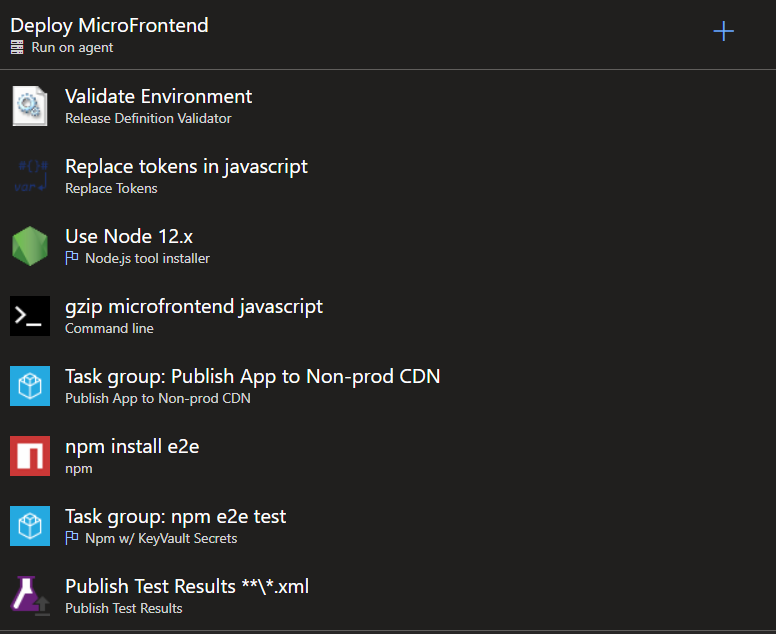 Deploy MicroFrontend
Run on agent
Validate Environment
Release Definition Validator
#{}#
var
Replace tokens in javascript
Replace Tokens
Use Node 12.x
Node.js tool installer
gzip microfrontend javascript
Command line
Task group: Publish App to Non-prod CDN
Publish App to Non-prod CDN
npm install e2e
npm
Task group: npm e2e test
Npm w/ KeyVault Secrets
Publish Test Results **\*.xml
Publish Test Results